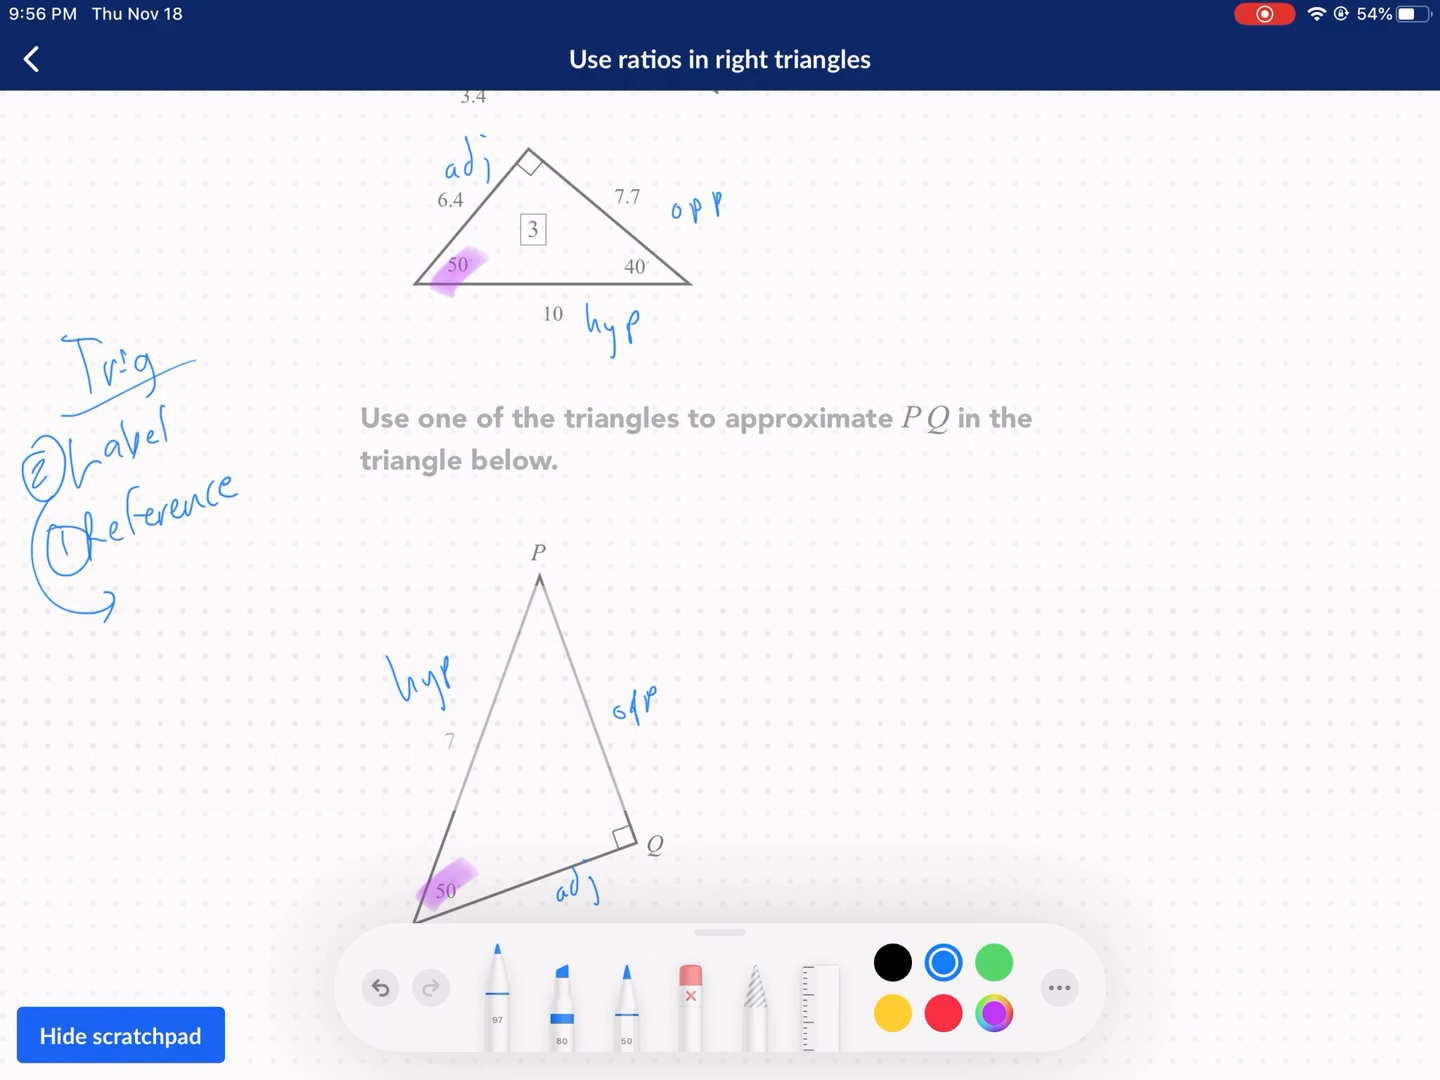 9:56 PM Thu Nov 18
54%
Use ratios in right triangles
3.4
adj
6.4
7.7
opp
3
50°
40°
10
hyp
Trig
② Label
① Reference
Use one of the triangles to approximate PQ in the
triangle below.
P
hyp
opp
7
Q
50
adj
97
80
50
Hide scratchpad